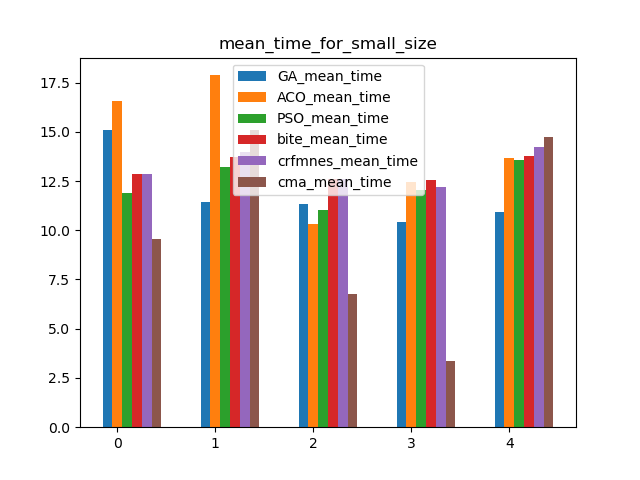 mean_time_for_small_size
17.5
15.0
12.5
10.0
7.5
5.0
2.5
0.0
GA_mean_time
ACO_mean_time
PSO_mean_time
bite_mean_time
crfmnes_mean_time
cma_mean_time
0 1 2 3 4